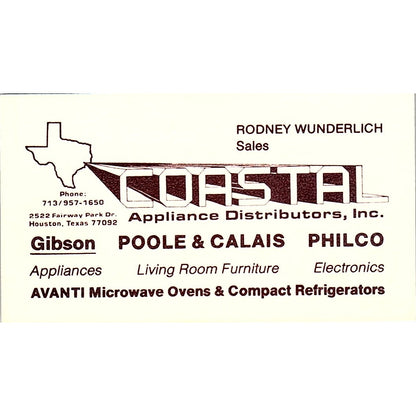 RODNEY WUNDERLICH
Sales
COASTAL
Phone:
713/957-1650
2522 Fairway Park Dr.
Houston, Texas 77092
Appliance Distributors, Inc.
Gibson POOLE & CALAIS PHILCO
Appliances Living Room Furniture Electronics
AVANTI Microwave Ovens & Compact Refrigerators